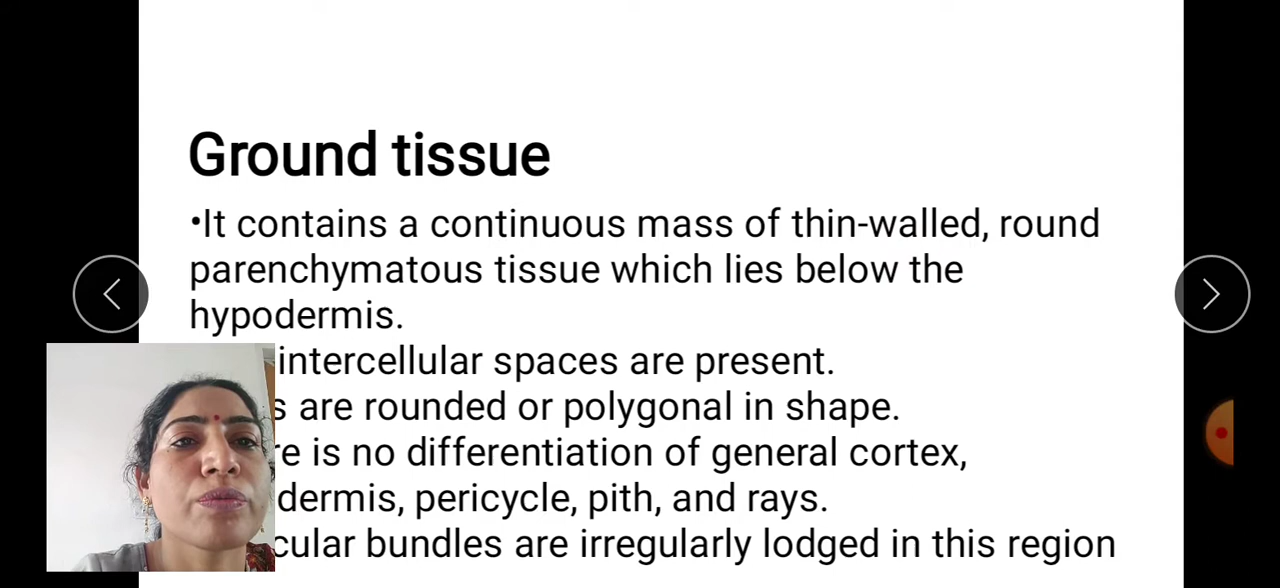 Ground tissue
•It contains a continuous mass of thin-walled, round
parenchymatous tissue which lies below the
hypodermis.
intercellular spaces are present.
are rounded or polygonal in shape.
is no differentiation of general cortex,
pericycle, pith, and rays.
bundles are irregularly lodged in this region